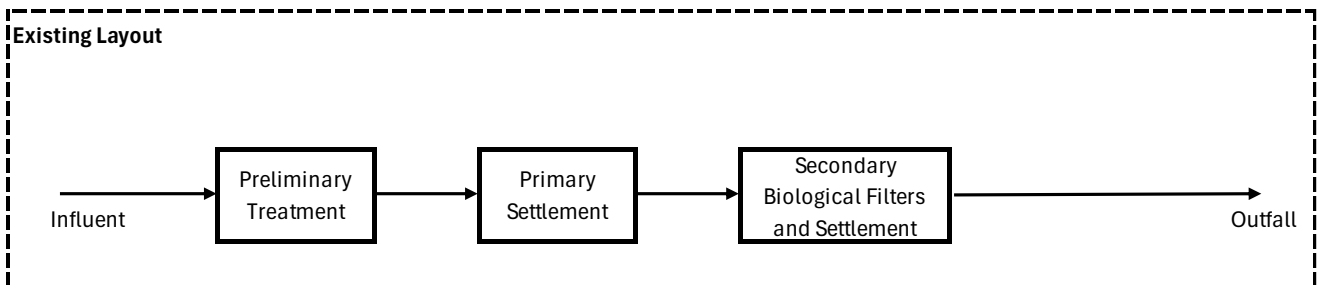 Existing Layout
Influent
Preliminary
Treatment
Primary
Settlement
Secondary
Biological Filters
and Settlement
Outfall